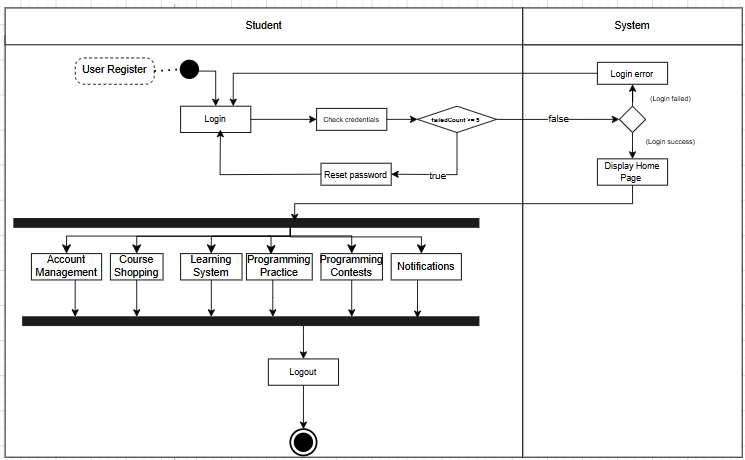 Student
System
User Register
Login error
(Login failed)
Login
Check credentials
failedCount >= 5
false
(Login success)
Reset password
true
Display Home
Page
Account
Management
Course
Shopping
Learning
System
Programming
Practice
Programming
Contests
Notifications
Logout